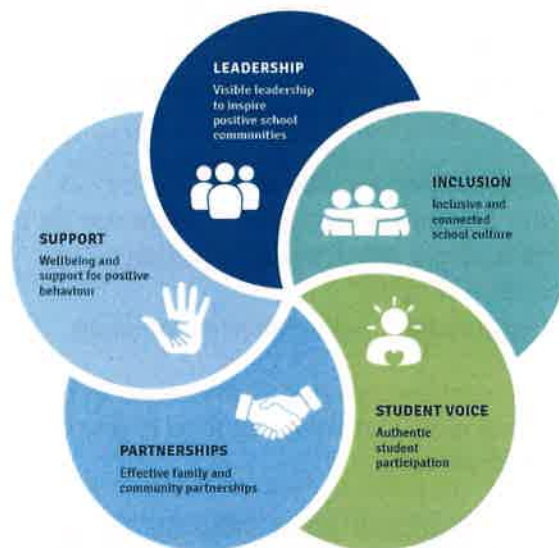 LEADERSHIP
Visible leadership
to inspire
positive school
communities
INCLUSION
Inclusive and
connected
school culture
STUDENT VOICE
Authentic
student
participation
PARTNERSHIPS
Effective family and
community partnerships
SUPPORT
Wellbeing and
support for positive
behaviour